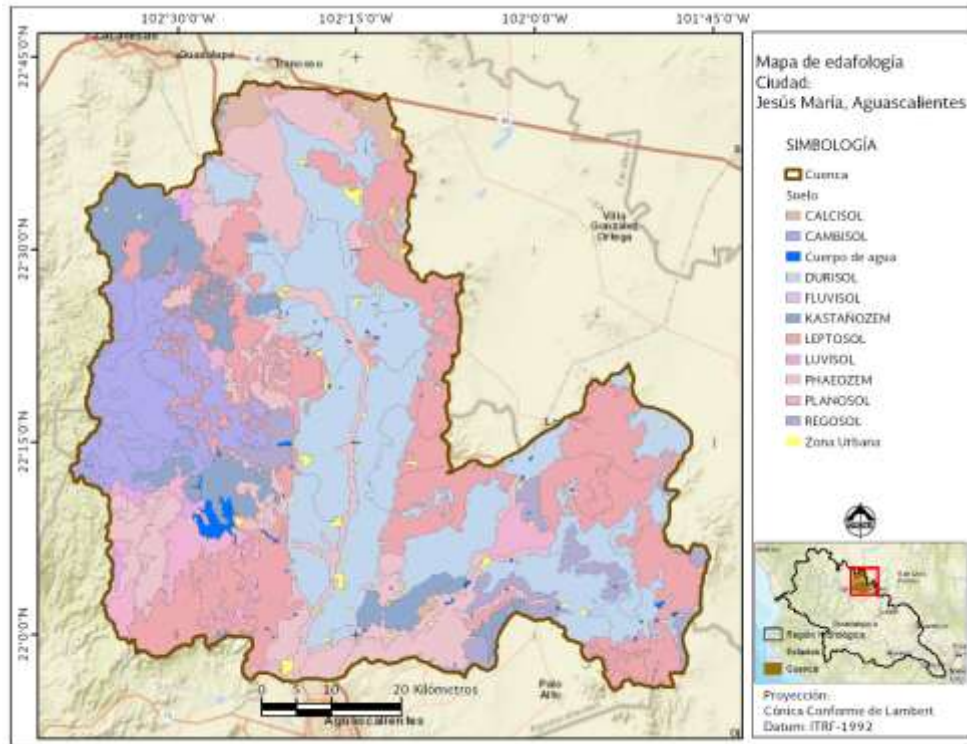 102°30'0"W
102°15'0"W
102°0'0"W
101°45'0"W
22°45'0"N
22°30'0"N
22°15'0"N
22°0'0"N
Guadalupe
Trancoso
Villa
González
Ortega
Palo
Alto
0 5 10 20 Kilómetros
Aguascalientes
Mapa de edafología
Ciudad:
Jesús María, Aguascalientes
SIMBOLOGÍA
Cuenca
Suelo
CALCISOL
CAMBISOL
Cuerpo de agua
DURISOL
FLUVISOL
KASTAÑOZEM
LEPTOSOL
LUVISOL
PHAEOZEM
PLANOSOL
REGOSOL
Zona Urbana
Región Hidrológica
Estados
Cuenca
Proyección:
Cónica Conforme de Lambert
Datum: ITRF-1992